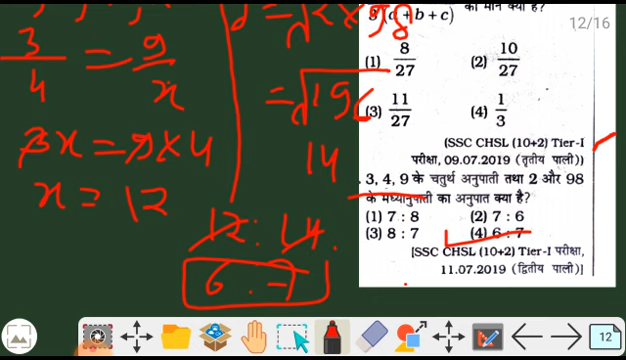 3/4 = 9/x
3x = 9 × 4
x = 12
= √2 × 98
= √196
14
12 : 14
6 : 7
(a + b + c) का मान क्या है?
12/16
(1) 8/27 (2) 10/27
(3) 11/27 (4) 1/3
(SSC CHSL (10+2) Tier-I
परीक्षा, 09.07.2019 (तृतीय पाली))
. 3, 4, 9 के चतुर्थ अनुपाती तथा 2 और 98
के मध्यानुपाती का अनुपात क्या है?
(1) 7 : 8 (2) 7 : 6
(3) 8 : 7 (4) 6 : 7
[SSC CHSL (10+2) Tier-I परीक्षा,
11.07.2019 (द्वितीय पाली)]
12